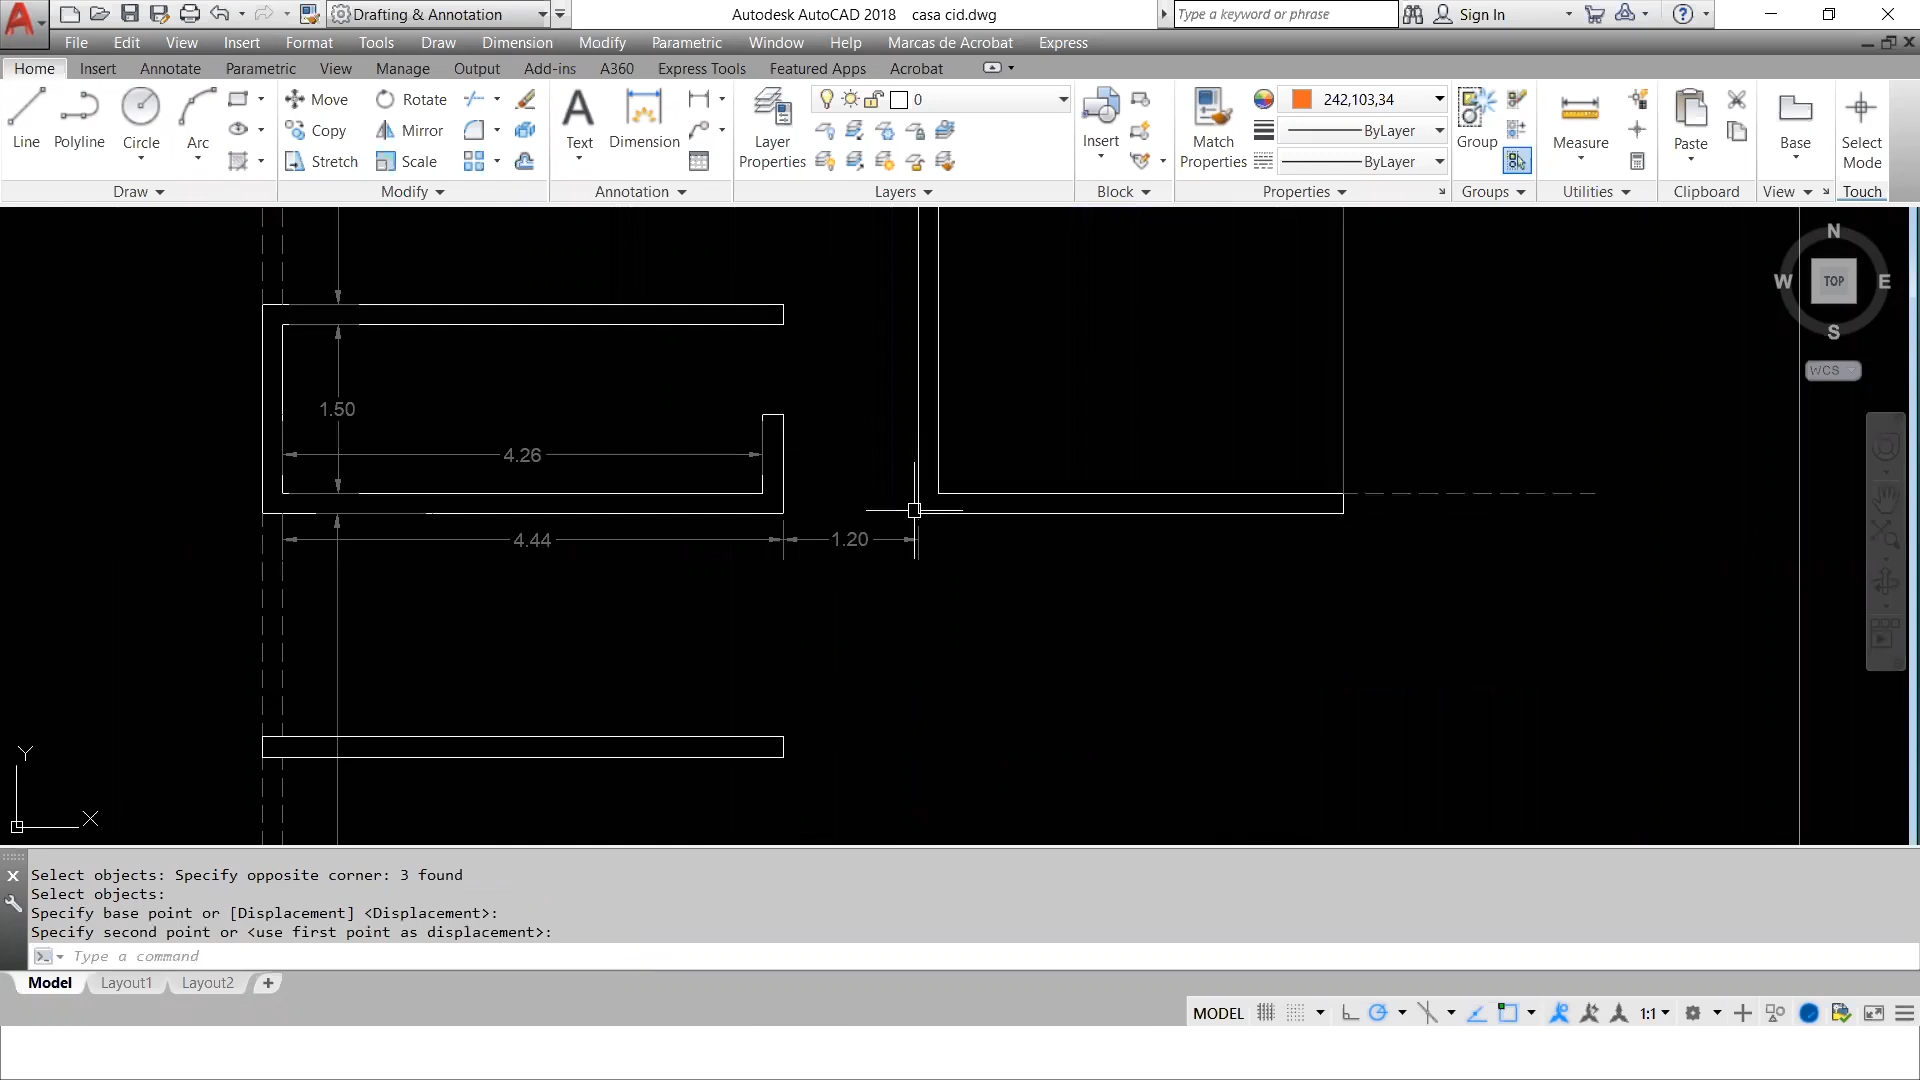 Drafting & Annotation
Autodesk AutoCAD 2018 casa cid.dwg
Type a keyword or phrase
Sign In
File Edit View Insert Format Tools Draw Dimension Modify Parametric Window Help Marcas de Acrobat Express
Home Insert Annotate Parametric View Manage Output Add-ins A360 Express Tools Featured Apps Acrobat
Move Rotate 0 242,103,34
Copy Mirror ByLayer
Line Polyline Circle Arc Text Dimension Layer Properties Insert Match Properties Group Measure Paste Base Select Mode
Stretch Scale ByLayer
Draw Modify Annotation Layers Block Properties Groups Utilities Clipboard View Touch
N
W TOP E
S
WCS
1.50
4.26
4.44 1.20
Y
X
Select objects: Specify opposite corner: 3 found
Select objects:
Specify base point or [Displacement] <Displacement>:
Specify second point or <use first point as displacement>:
Type a command
Model Layout1 Layout2 +
MODEL 1:1